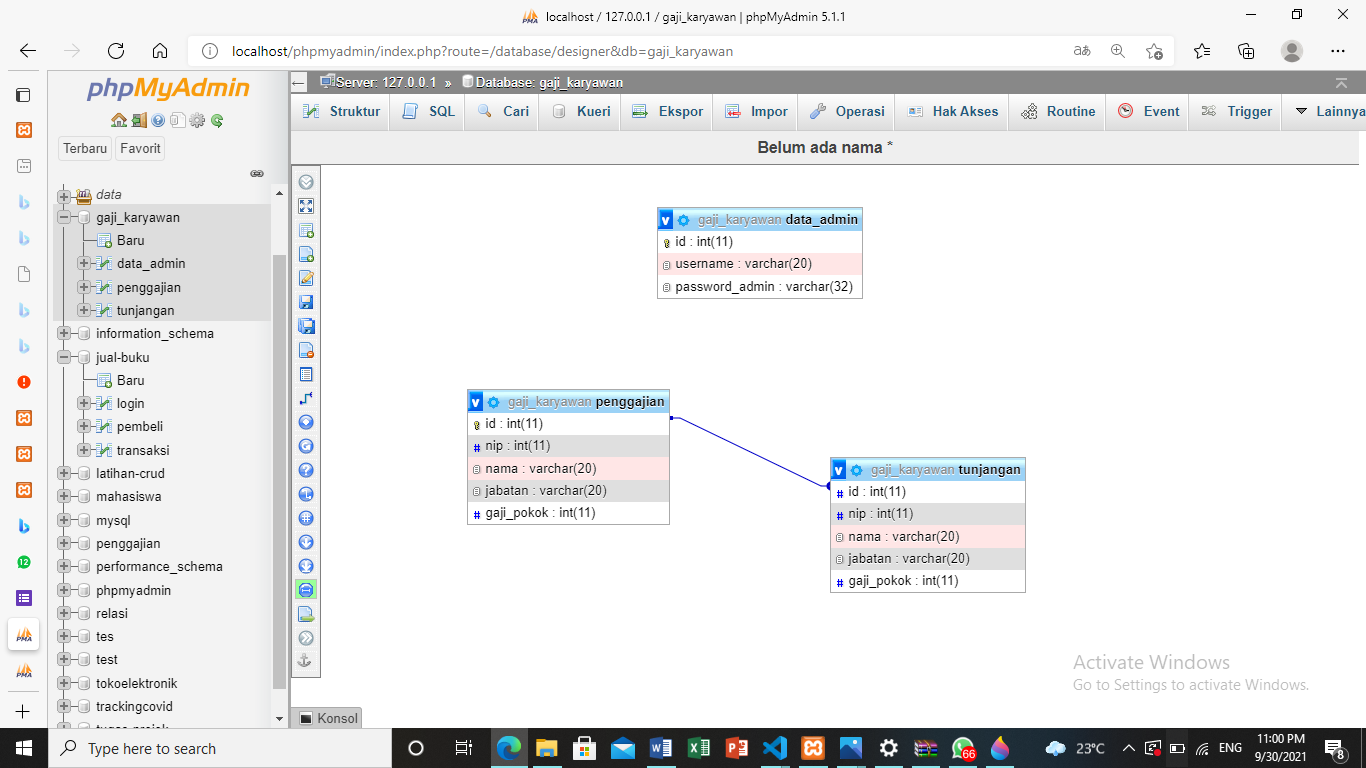 localhost / 127.0.0.1 / gaji_karyawan | phpMyAdmin 5.1.1
localhost/phpmyadmin/index.php?route=/database/designer&db=gaji_karyawan
phpMyAdmin
Terbaru Favorit
data
gaji_karyawan
Baru
data_admin
penggajian
tunjangan
information_schema
jual-buku
Baru
login
pembeli
transaksi
latihan-crud
mahasiswa
mysql
penggajian
performance_schema
phpmyadmin
relasi
tes
test
tokoelektronik
trackingcovid
Server: 127.0.0.1 » Database: gaji_karyawan
Struktur SQL Cari Kueri Ekspor Impor Operasi Hak Akses Routine Event Trigger Lainnya
Belum ada nama *
v gaji_karyawan data_admin
id : int(11)
username : varchar(20)
password_admin : varchar(32)
v gaji_karyawan penggajian
id : int(11)
# nip : int(11)
nama : varchar(20)
jabatan : varchar(20)
# gaji_pokok : int(11)
v gaji_karyawan tunjangan
# id : int(11)
# nip : int(11)
nama : varchar(20)
jabatan : varchar(20)
# gaji_pokok : int(11)
Activate Windows
Go to Settings to activate Windows.
Konsol
Type here to search
66
23°C
ENG
11:00 PM
9/30/2021
8
12
PMA
PMA